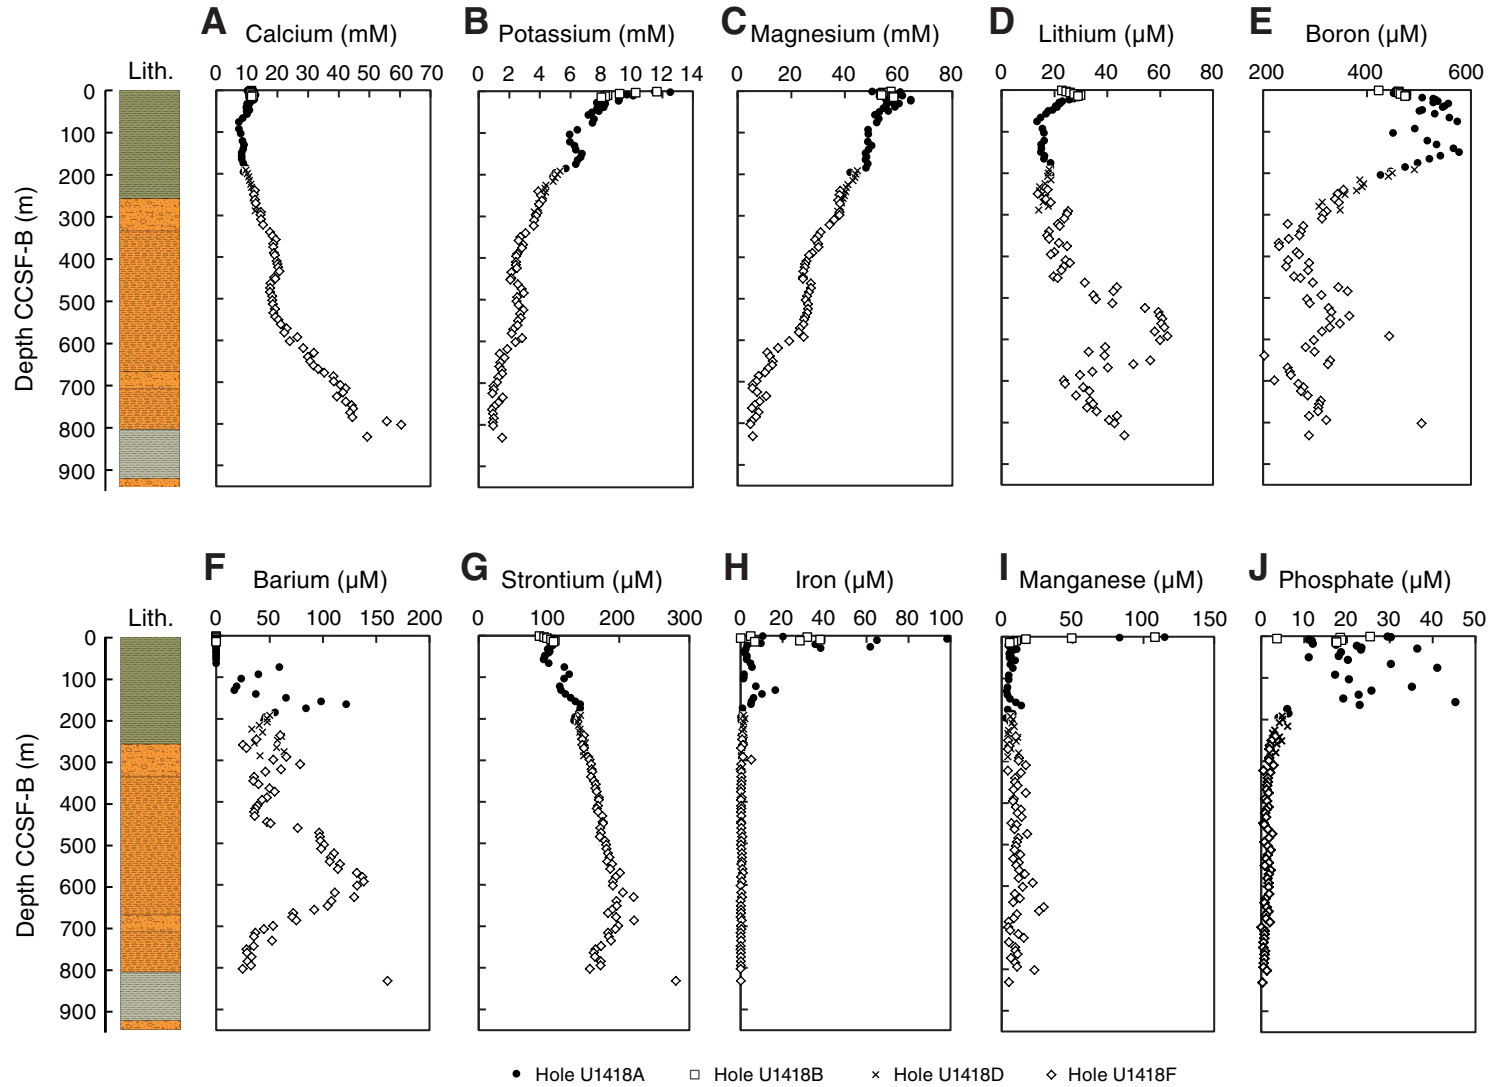 A Calcium (mM)
B Potassium (mM)
C Magnesium (mM)
D Lithium (µM)
E Boron (µM)
Lith.
0 10 20 30 40 50 60 70
0 2 4 6 8 10 12 14
0 20 40 60 80
0 20 40 60 80
200 400 600
Depth CCSF-B (m)
0
100
200
300
400
500
600
700
800
900
F Barium (µM)
G Strontium (µM)
H Iron (µM)
I Manganese (µM)
J Phosphate (µM)
Lith.
0 50 100 150 200
0 100 200 300
0 20 40 60 80 100
0 50 100 150
0 10 20 30 40 50
Depth CCSF-B (m)
0
100
200
300
400
500
600
700
800
900
Hole U1418A Hole U1418B Hole U1418D Hole U1418F